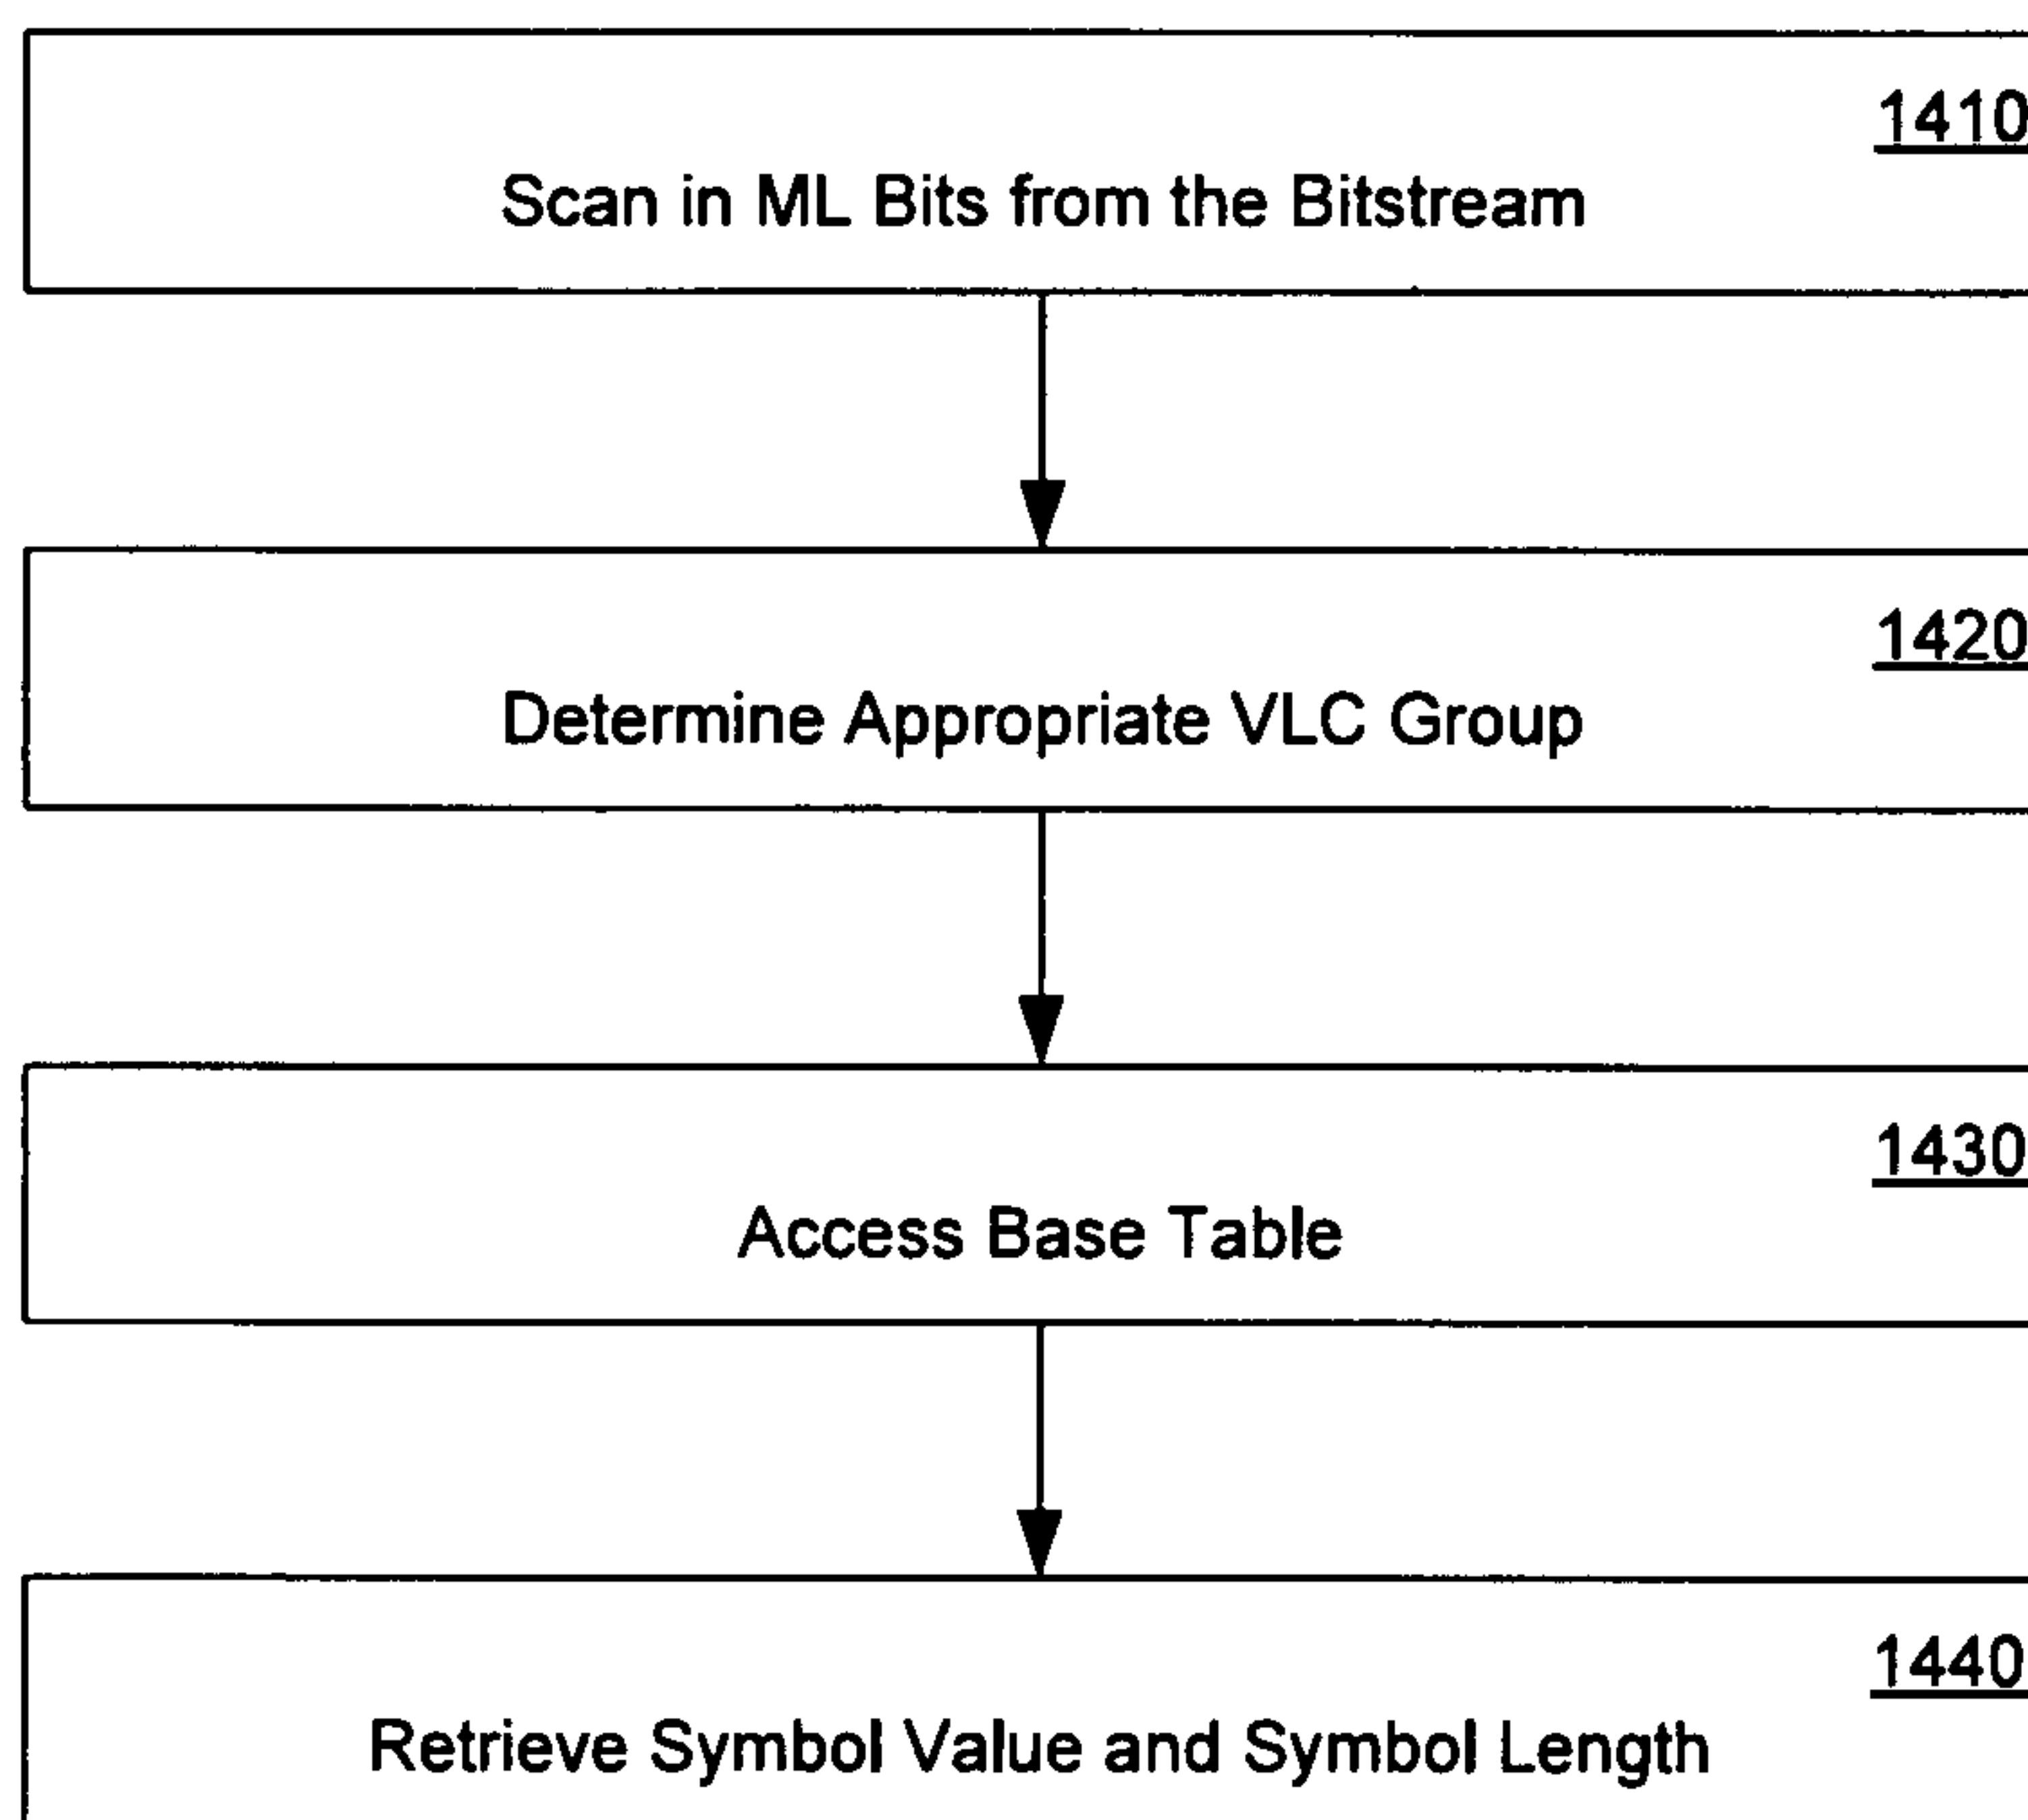 1410
Scan in ML Bits from the Bitstream
1420
Determine Appropriate VLC Group
1430
Access Base Table
1440
Retrieve Symbol Value and Symbol Length